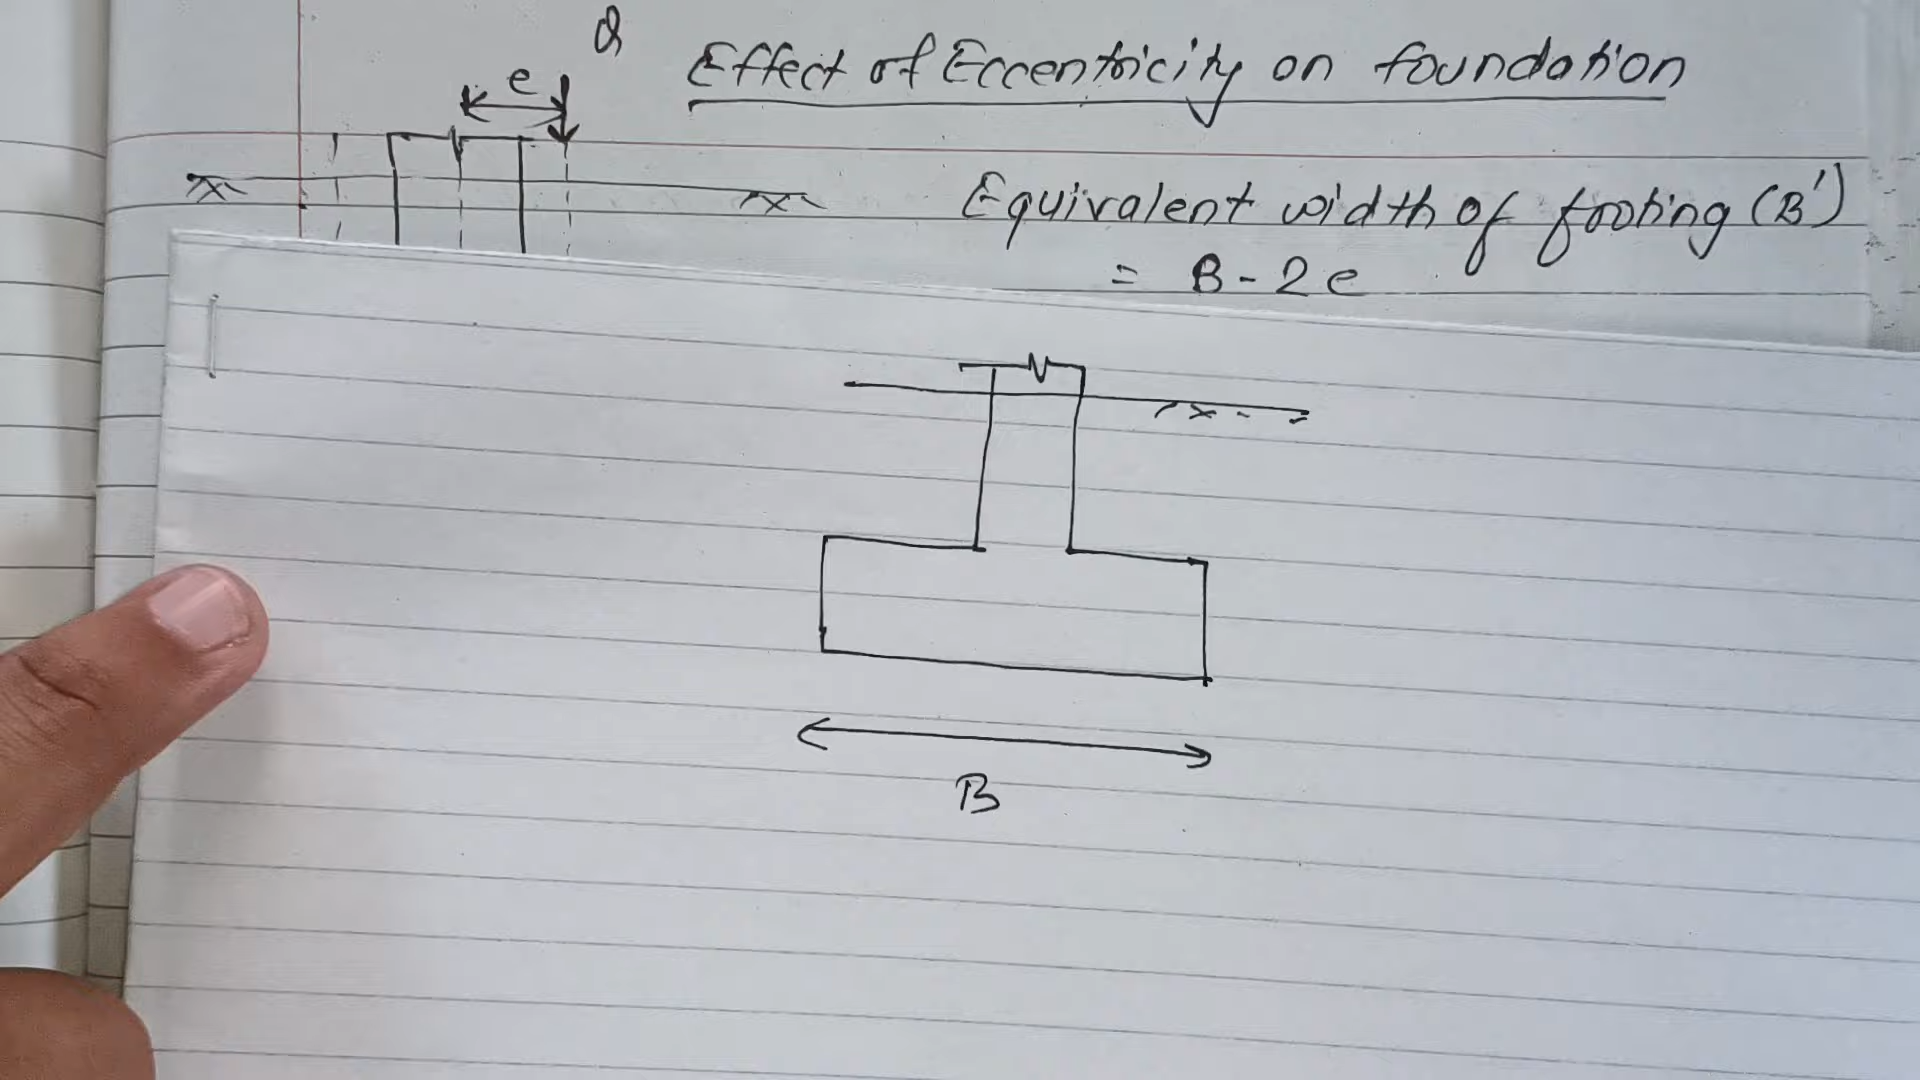 Q
Effect of Eccentricity on foundation
e
Equivalent width of footing (B')
= B - 2e
B